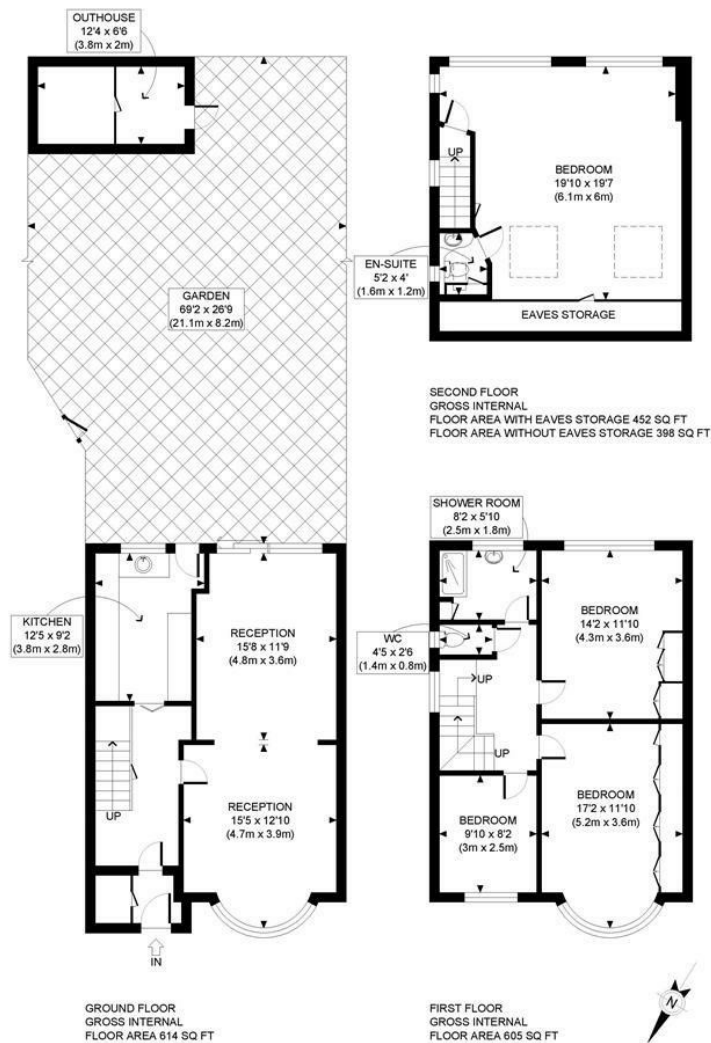 OUTHOUSE
12'4 x 6'6
(3.8m x 2m)
GARDEN
69'2 x 26'9
(21.1m x 8.2m)
KITCHEN
12'5 x 9'2
(3.8m x 2.8m)
RECEPTION
15'8 x 11'9
(4.8m x 3.6m)
UP
RECEPTION
15'5 x 12'10
(4.7m x 3.9m)
IN
GROUND FLOOR
GROSS INTERNAL
FLOOR AREA 614 SQ FT
UP
BEDROOM
19'10 x 19'7
(6.1m x 6m)
EN-SUITE
5'2 x 4'
(1.6m x 1.2m)
EAVES STORAGE
SECOND FLOOR
GROSS INTERNAL
FLOOR AREA WITH EAVES STORAGE 452 SQ FT
FLOOR AREA WITHOUT EAVES STORAGE 398 SQ FT
SHOWER ROOM
8'2 x 5'10
(2.5m x 1.8m)
WC
4'5 x 2'6
(1.4m x 0.8m)
BEDROOM
14'2 x 11'10
(4.3m x 3.6m)
UP
UP
BEDROOM
9'10 x 8'2
(3m x 2.5m)
BEDROOM
17'2 x 11'10
(5.2m x 3.6m)
N
FIRST FLOOR
GROSS INTERNAL
FLOOR AREA 605 SQ FT